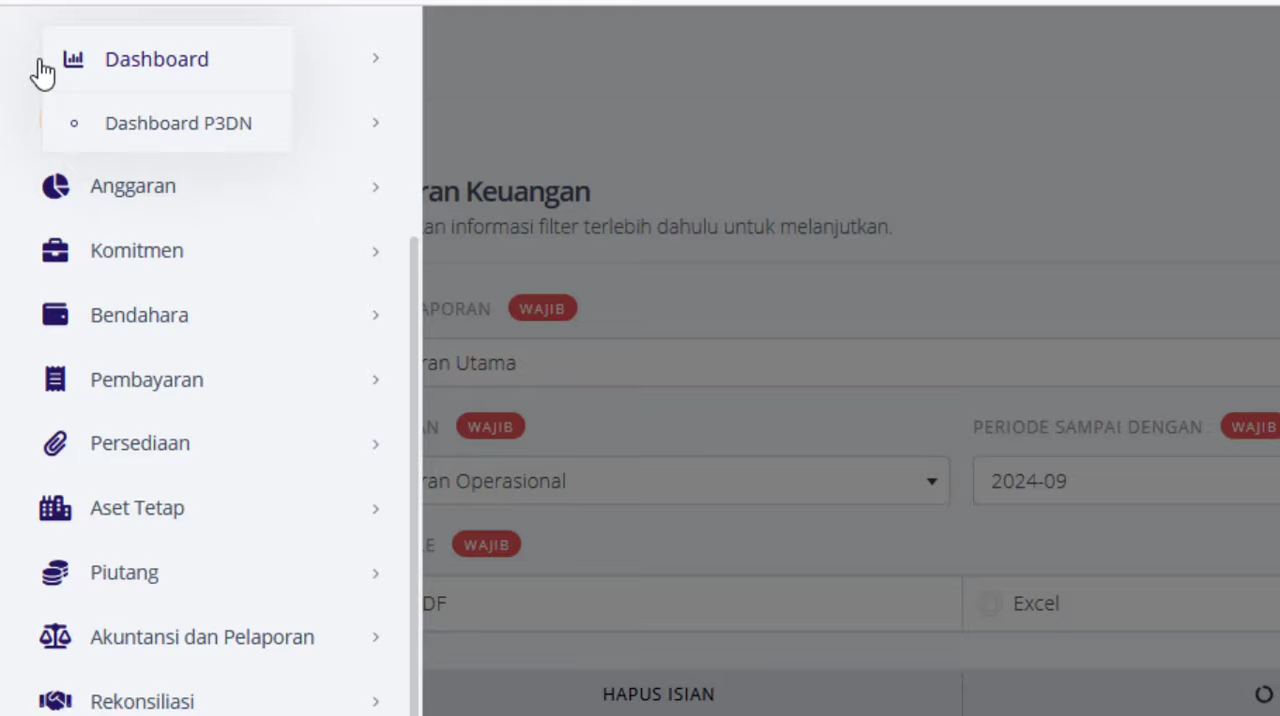 Dashboard
Dashboard P3DN
Anggaran
Komitmen
Bendahara
Pembayaran
Persediaan
Aset Tetap
Piutang
Akuntansi dan Pelaporan
Rekonsiliasi
ran Keuangan
an informasi filter terlebih dahulu untuk melanjutkan.
APORAN WAJIB
ran Utama
AN WAJIB
PERIODE SAMPAI DENGAN WAJIB
ran Operasional
2024-09
LE WAJIB
DF
Excel
HAPUS ISIAN